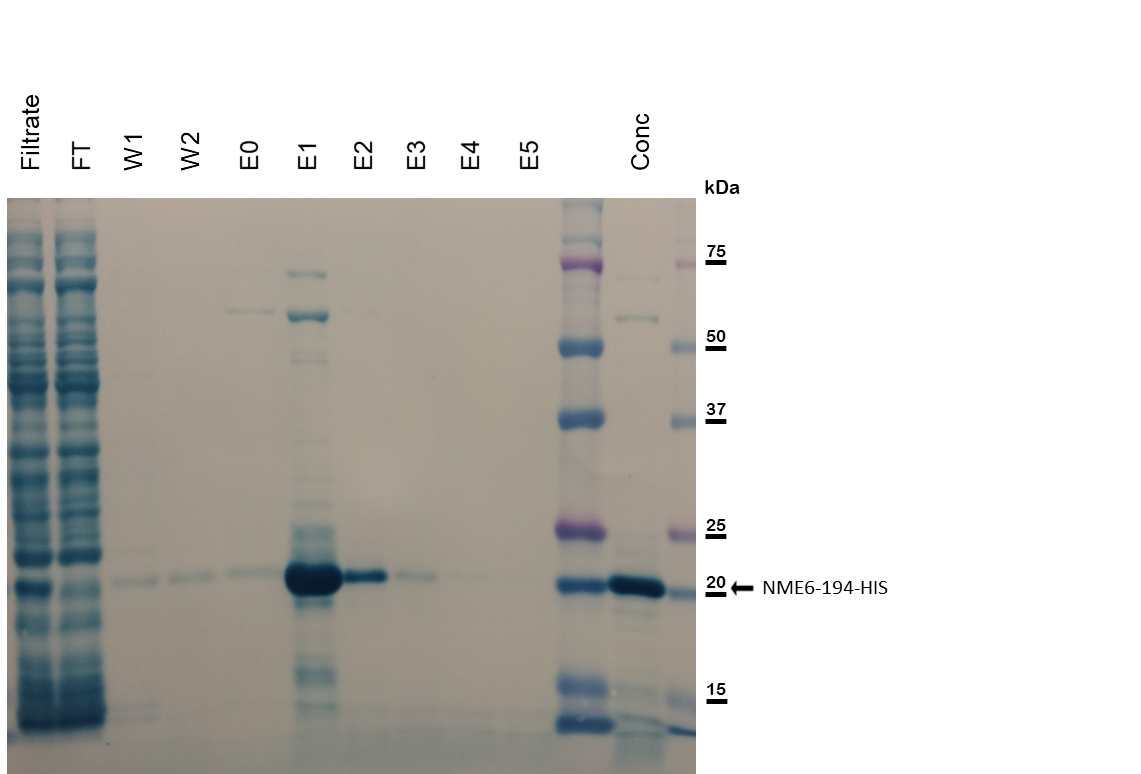 Filtrate
FT
W1
W2
E0
E1
E2
E3
E4
E5
Conc
kDa
75
50
37
25
20
15
NME6-194-HIS